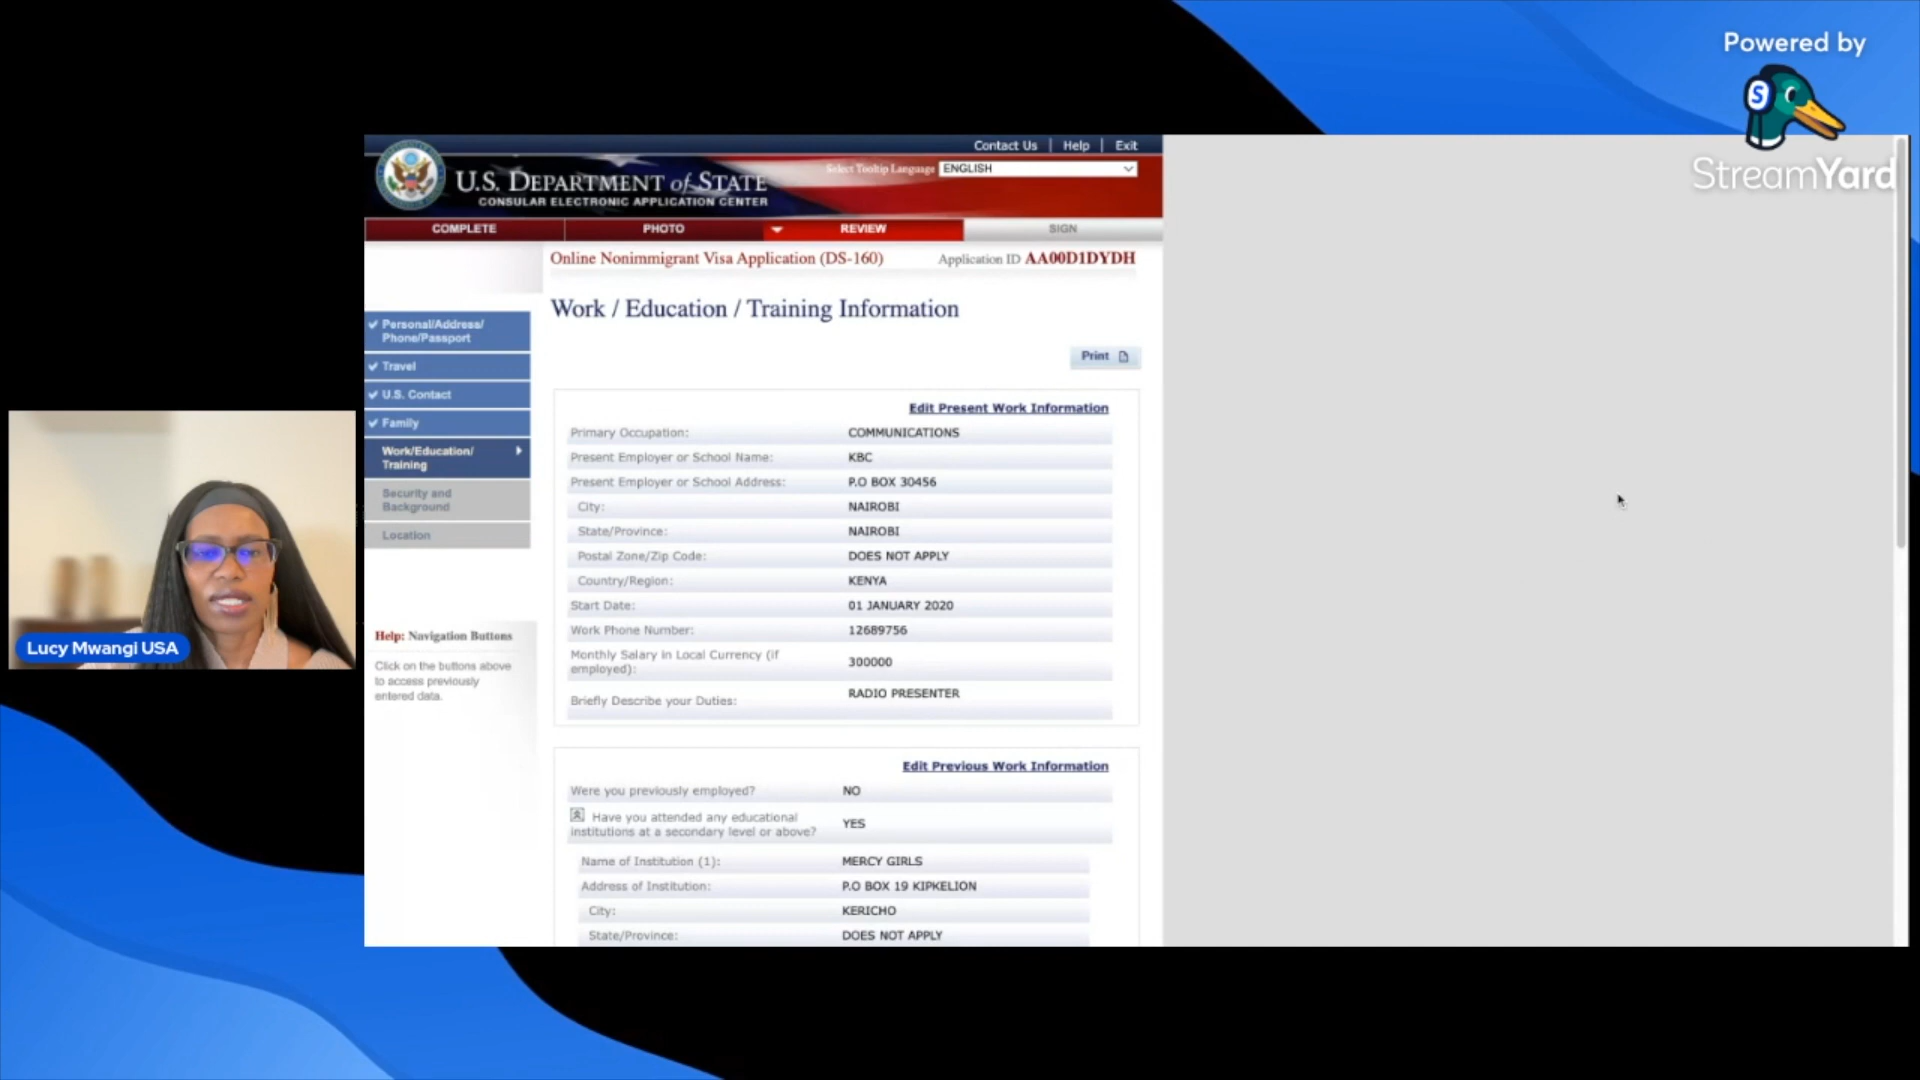 Powered by
StreamYard
Contact Us | Help | Exit
Select Tooltip Language ENGLISH
U.S. DEPARTMENT of STATE
CONSULAR ELECTRONIC APPLICATION CENTER
COMPLETE PHOTO REVIEW SIGN
Online Nonimmigrant Visa Application (DS-160) Application ID AA00D1DYDH
Work / Education / Training Information
Print
Personal/Address/
Phone/Passport
Travel
U.S. Contact
Family
Work/Education/
Training
Security and
Background
Location
Help: Navigation Buttons
Click on the buttons above
to access previously
entered data.
Edit Present Work Information
Primary Occupation: COMMUNICATIONS
Present Employer or School Name: KBC
Present Employer or School Address: P.O BOX 30456
City: NAIROBI
State/Province: NAIROBI
Postal Zone/Zip Code: DOES NOT APPLY
Country/Region: KENYA
Start Date: 01 JANUARY 2020
Work Phone Number: 12689756
Monthly Salary in Local Currency (if
employed): 300000
Briefly Describe your Duties: RADIO PRESENTER
Edit Previous Work Information
Were you previously employed? NO
Have you attended any educational
institutions at a secondary level or above? YES
Name of Institution (1): MERCY GIRLS
Address of Institution: P.O BOX 19 KIPKELION
City: KERICHO
State/Province: DOES NOT APPLY
Lucy Mwangi USA